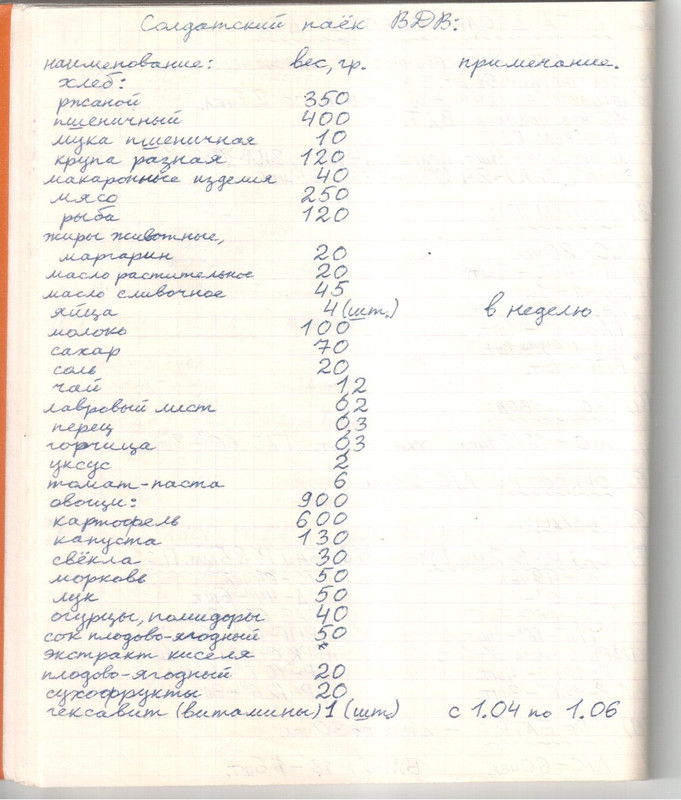 Солдатский паёк ВДВ:
наименование: вес, гр. примечание.
хлеб:
ржаной 350
пшеничный 400
мука пшеничная 10
крупа разная 120
макаронные изделия 40
мясо 250
рыба 120
жиры животные,
маргарин 20
масло растительное 20
масло сливочное 45
яйца 4 (шт.) в неделю
молоко 100
сахар 70
соль 20
чай 1,2
лавровый лист 0,2
перец 0,3
горчица 0,3
уксус 2
томат-паста 6
овощи: 900
картофель 600
капуста 130
свёкла 30
морковь 50
лук 50
огурцы, помидоры 40
сок плодово-ягодный 50
экстракт киселя "
плодово-ягодный 20
сухофрукты 20
гексавит (витамины) 1 (шт.) с 1.04 по 1.06